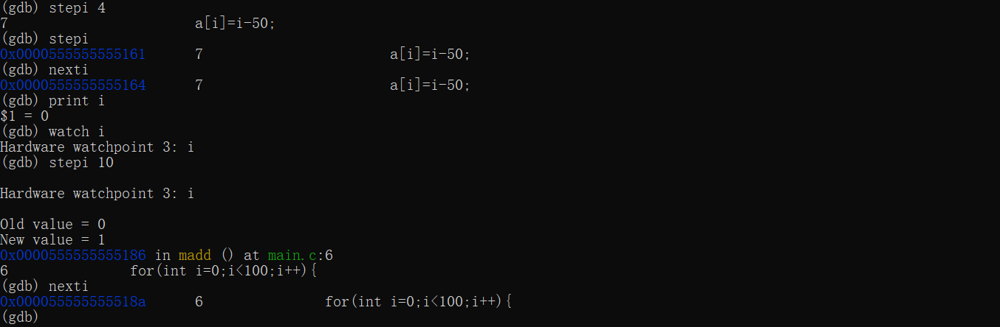 (gdb) stepi 4
7               a[i]=i-50;
(gdb) stepi
0x0000555555555161      7                       a[i]=i-50;
(gdb) nexti
0x0000555555555164      7                       a[i]=i-50;
(gdb) print i
$1 = 0
(gdb) watch i
Hardware watchpoint 3: i
(gdb) stepi 10
Hardware watchpoint 3: i
Old value = 0
New value = 1
0x0000555555555186 in madd () at main.c:6
6               for(int i=0;i<100;i++){
(gdb) nexti
0x000055555555518a      6               for(int i=0;i<100;i++){
(gdb)